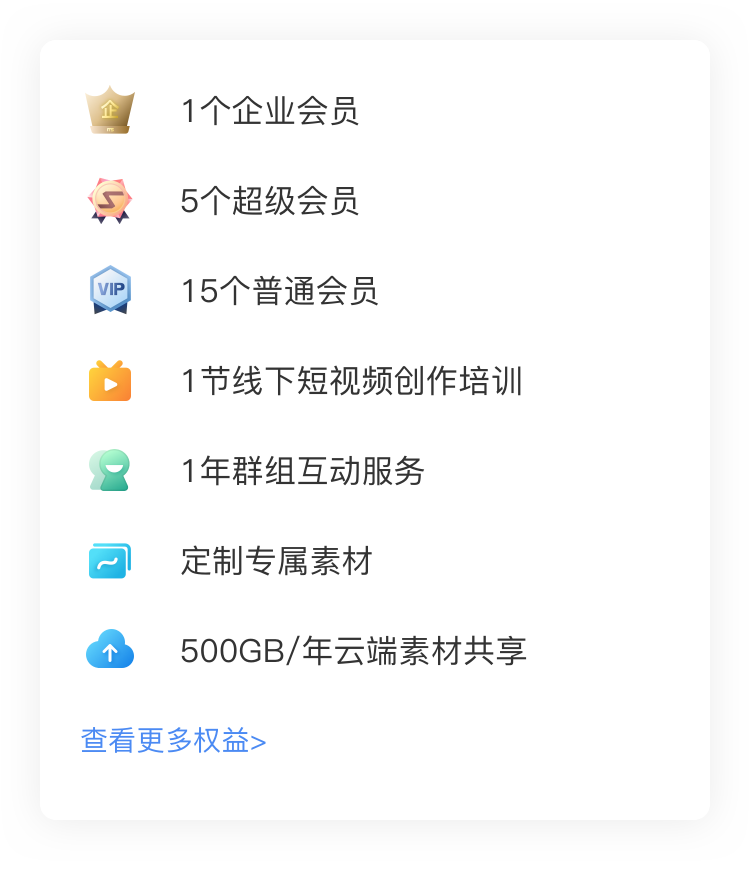 企
1个企业会员
5个超级会员
VIP
15个普通会员
1节线下短视频创作培训
1年群组互动服务
定制专属素材
500GB/年云端素材共享
查看更多权益>